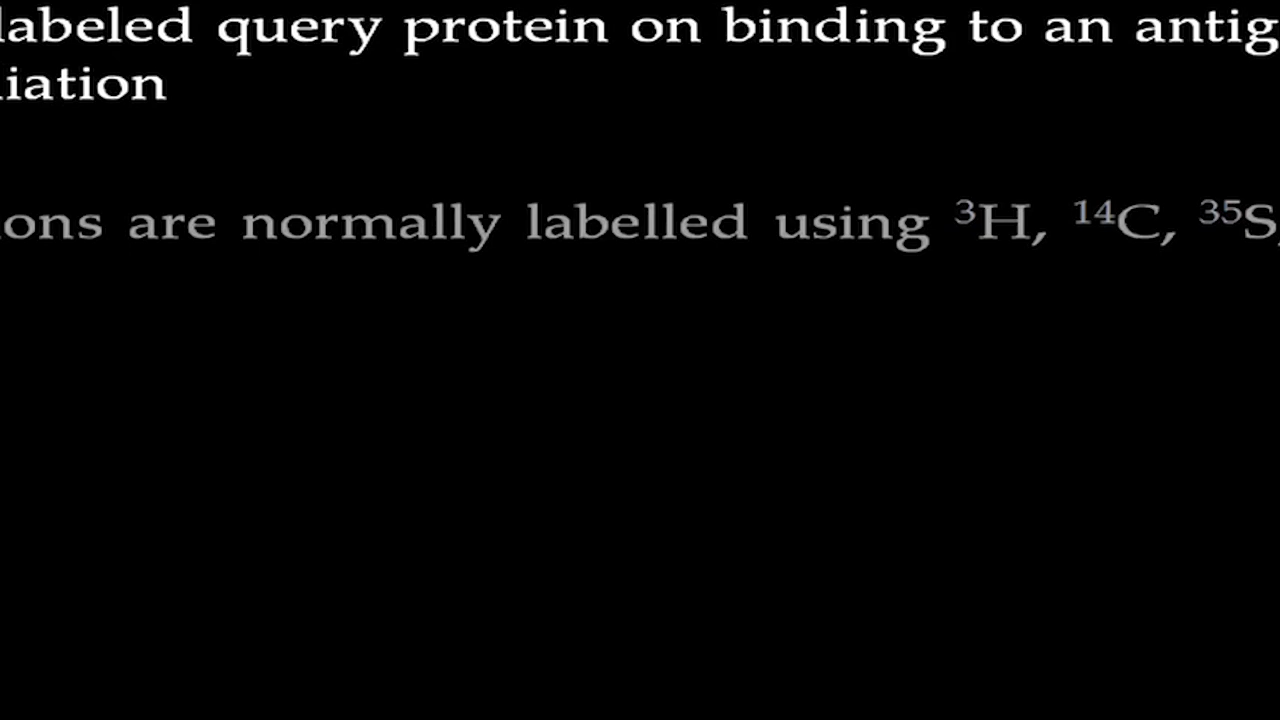 labeled query protein on binding to an antig
iation
ons are normally labelled using ³H, ¹⁴C, ³⁵S,